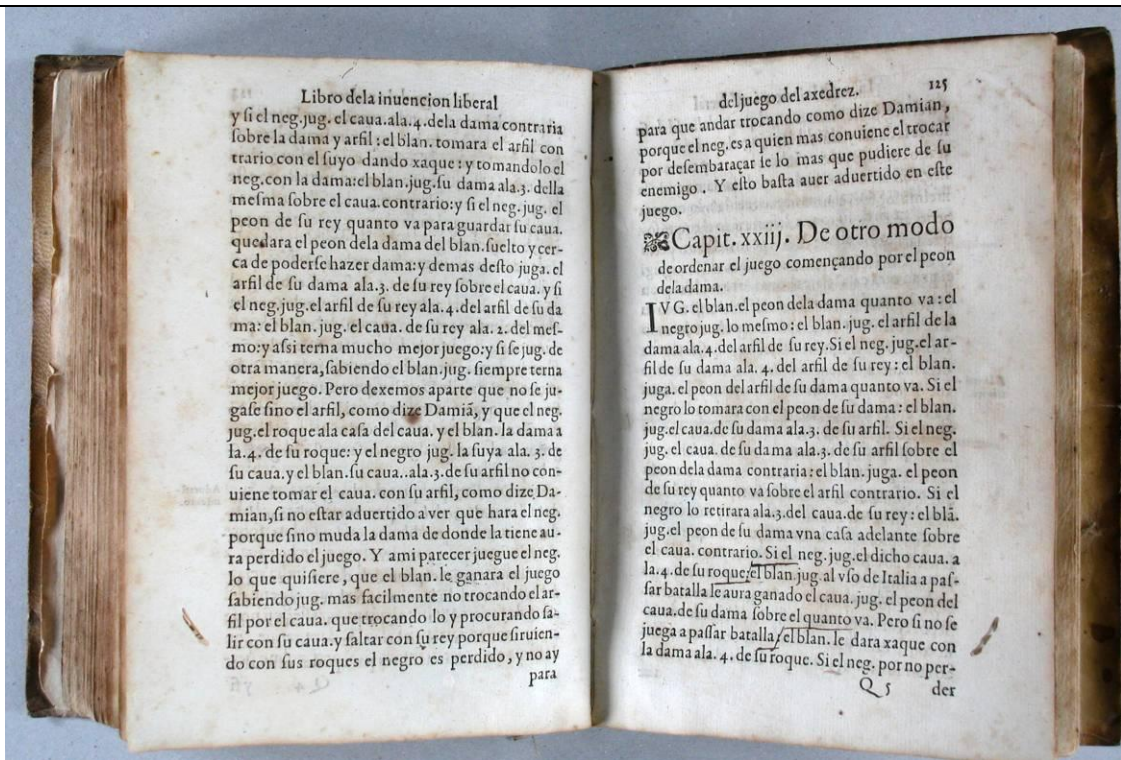 Libro dela inuencion liberal
y ſi el neg.jug. el caua.ala.4.dela dama contraria
ſobre la dama y arfil : el blan. tomara el arfil con
trario con el ſuyo dando xaque : y tomandolo el
neg.con la dama:el blan.jug.ſu dama ala.3. della
meſma ſobre el caua.contrario:y ſi el neg.jug. el
peon de ſu rey quanto va para guardar ſu caua.
quedara el peon dela dama del blan.ſuelto y cer-
ca de poderſe hazer dama:y demas deſto juga. el
arfil de ſu dama ala.3. de ſu rey ſobre el caua. y ſi
el neg.jug.el arfil de ſu rey ala. 4.del arfil de ſu da
ma: el blan. jug. el caua. de ſu rey ala. 2. del meſ-
mo:y aſsi terna mucho mejor juego:y ſi ſe jug. de
otra manera, ſabiendo el blan.jug. ſiempre terna
mejor juego. Pero dexemos aparte que no ſe ju-
gaſe ſino el arfil, como dize Damiã, y que el neg.
jug.el roque ala caſa del caua. y el blan. la dama a
la.4. de ſu roque: y el negro jug. la ſuya ala. 3. de
ſu caua.y el blan.ſu caua..ala.3.de ſu arfil no con-
uiene tomar el caua. con ſu arfil, como dize Da-
mian, ſi no eſtar aduertido a ver que hara el neg.
porque ſino muda la dama de donde la tiene au-
ra perdido el juego. Y ami parecer juegue el neg.
lo que quiſiere, que el blan. le ganara el juego
ſabiendo jug. mas facilmente no trocando el ar-
fil por el caua. que trocando lo y procurando ſa-
lir con ſu caua.y ſaltar con ſu rey porque ſiruien-
do con sus roques el negro es perdido, y no ay
para
del juego del axedrez. 125
para que andar trocando como dize Damian,
porque el neg. es a quien mas conuiene el trocar
por deſembaraçar ſe lo mas que pudiere de ſu
enemigo . Y eſto baſta auer aduertido en eſte
juego.
Capit. xxiij. De otro modo
de ordenar el juego començando por el peon
dela dama.
IVG. el blan.el peon dela dama quanto va : el
negro jug. lo meſmo : el blan. jug. el arfil de la
dama ala.4.del arfil de ſu rey.Si el neg. jug.el ar-
fil de ſu dama ala. 4. del arfil de ſu rey : el blan.
juga. el peon del arfil de ſu dama quanto va. Si el
negro lo tomara con el peon de ſu dama : el blan.
jug.el caua.de ſu dama ala.3. de ſu arfil. Si el neg.
jug. el caua. de ſu dama ala.3. de ſu arfil ſobre el
peon dela dama contraria : el blan. juga. el peon
de ſu rey quanto va ſobre el arfil contrario. Si el
negro lo retirara ala.3.del caua. de ſu rey : el blã.
jug.el peon de ſu dama vna caſa adelante ſobre
el caua. contrario. Si el neg. jug.el dicho caua. a
la.4. de ſu roque:el blan.jug.al vſo de Italia a paſ-
ſar batalla le aura ganado el caua. jug. el peon del
caua.de ſu dama ſobre el quanto va. Pero ſi no ſe
juega a paſſar batalla, el blan. le dara xaque con
la dama ala. 4. de ſu roque. Si el neg. por no per-
Q 5 der